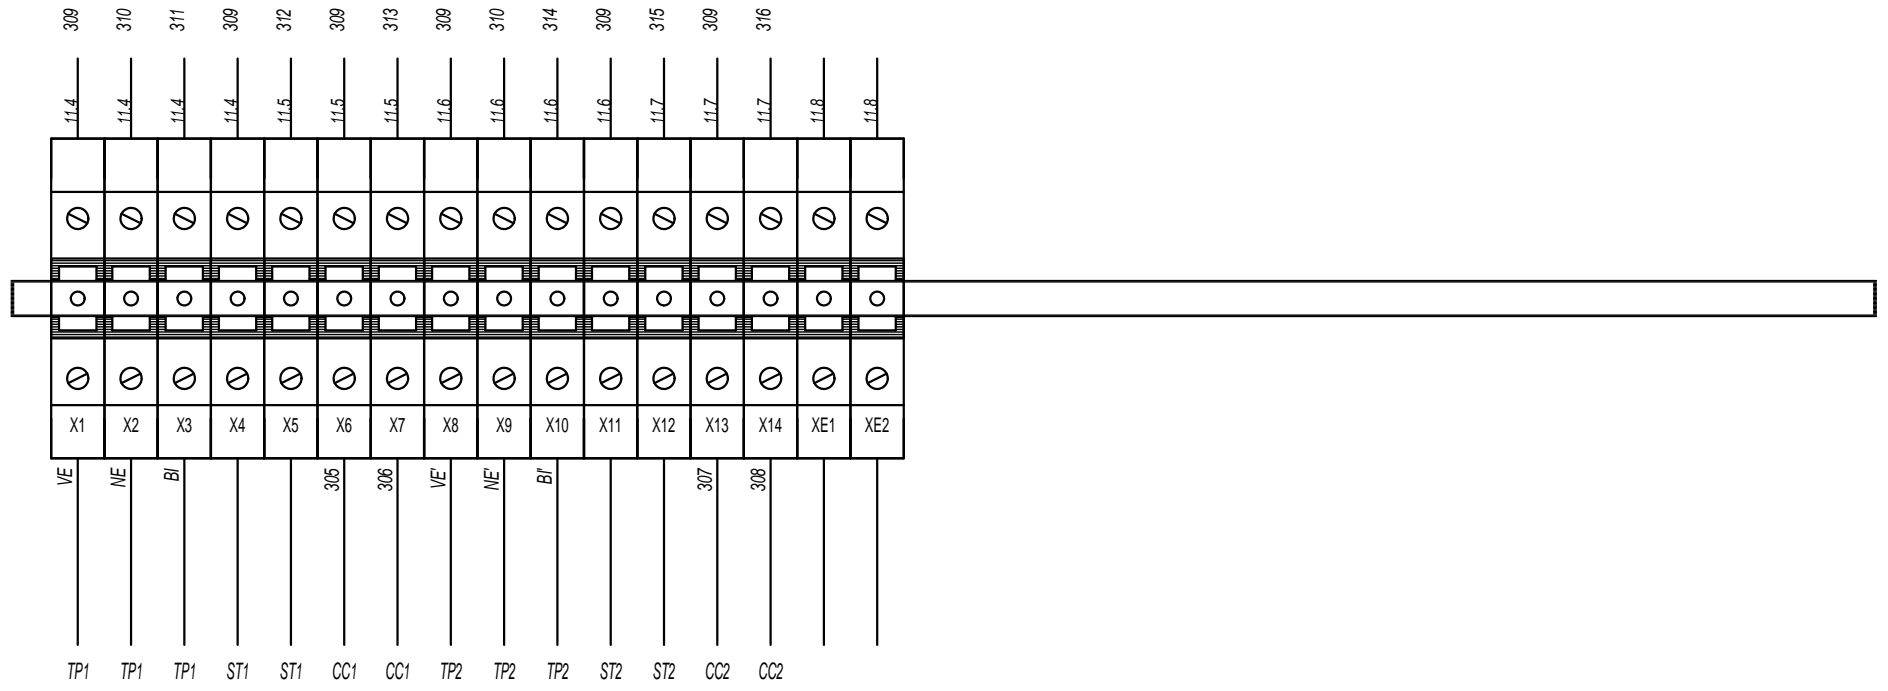 309 310 311 309 312 309 313 309 310 314 309 315 309 316
11.4 11.4 11.4 11.4 11.5 11.5 11.5 11.6 11.6 11.6 11.6 11.7 11.7 11.7 11.8 11.8
X1 X2 X3 X4 X5 X6 X7 X8 X9 X10 X11 X12 X13 X14 XE1 XE2
VE NE BI 305 306 VE' NE' BI' 307 308
TP1 TP1 TP1 ST1 ST1 CC1 CC1 TP2 TP2 TP2 ST2 ST2 CC2 CC2